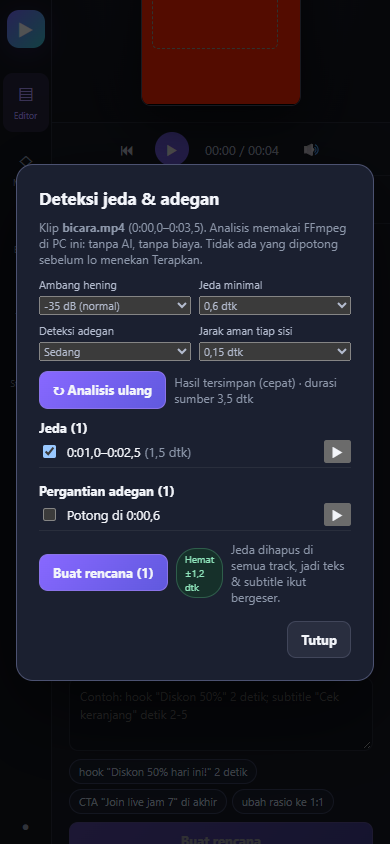 Editor
00:00 / 00:04
Deteksi jeda & adegan
Klip bicara.mp4 (0:00,0–0:03,5). Analisis memakai FFmpeg
di PC ini: tanpa AI, tanpa biaya. Tidak ada yang dipotong
sebelum lo menekan Terapkan.
Ambang hening
Jeda minimal
-35 dB (normal)
0,6 dtk
Deteksi adegan
Jarak aman tiap sisi
Sedang
0,15 dtk
↻ Analisis ulang
Hasil tersimpan (cepat) · durasi
sumber 3,5 dtk
Jeda (1)
0:01,0–0:02,5 (1,5 dtk)
Pergantian adegan (1)
Potong di 0:00,6
Buat rencana (1)
Hemat
±1,2
dtk
Jeda dihapus di
semua track, jadi teks
& subtitle ikut
bergeser.
Tutup
Contoh: hook "Diskon 50%" 2 detik; subtitle "Cek
keranjang" detik 2-5
hook "Diskon 50% hari ini!" 2 detik
CTA "Join live jam 7" di akhir
ubah rasio ke 1:1
Buat rencana